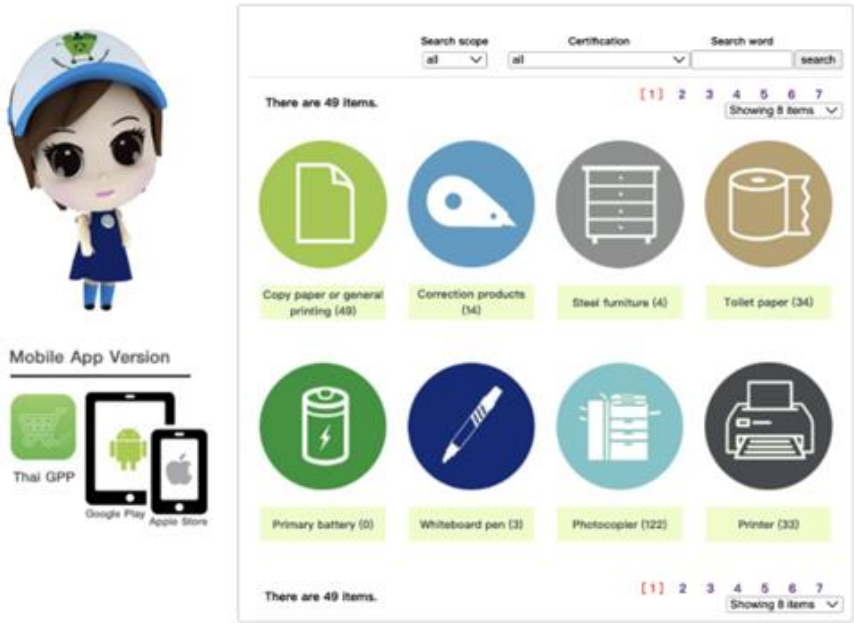 Search scope Certification Search word
all all search
There are 49 items. [1] 2 3 4 5 6 7
Showing 8 items
Copy paper or general
printing (49)
Correction products
(14)
Steel furniture (4)
Toilet paper (34)
Mobile App Version
Thai GPP
Google Play
Apple Store
Primary battery (0)
Whiteboard pen (3)
Photocopier (122)
Printer (33)
There are 49 items. [1] 2 3 4 5 6 7
Showing 8 items